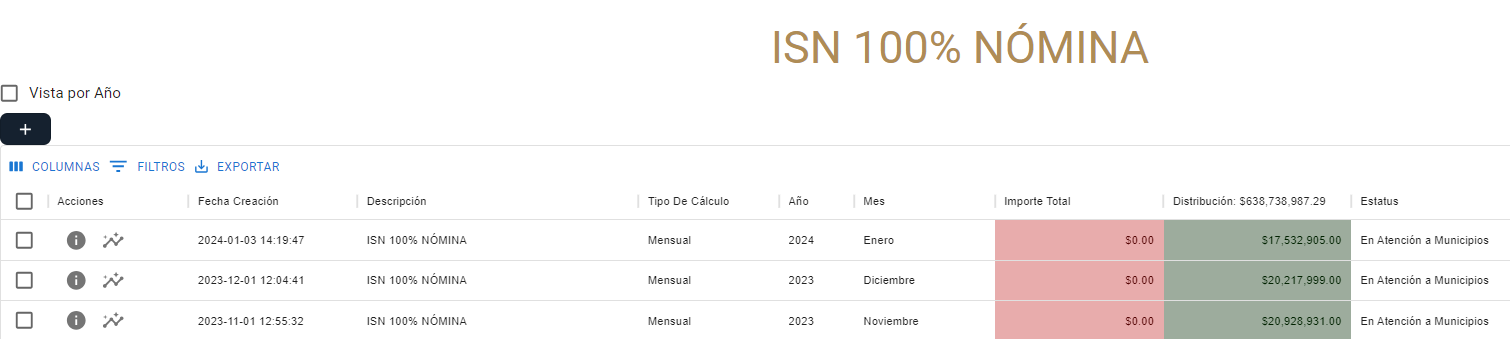 ISN 100% NÓMINA
Vista por Año
+
COLUMNAS FILTROS EXPORTAR
Acciones Fecha Creación Descripción Tipo De Cálculo Año Mes Importe Total Distribución: $638,738,987.29 Estatus
2024-01-03 14:19:47 ISN 100% NÓMINA Mensual 2024 Enero $0.00 $17,532,905.00 En Atención a Municipios
2023-12-01 12:04:41 ISN 100% NÓMINA Mensual 2023 Diciembre $0.00 $20,217,999.00 En Atención a Municipios
2023-11-01 12:55:32 ISN 100% NÓMINA Mensual 2023 Noviembre $0.00 $20,928,931.00 En Atención a Municipios